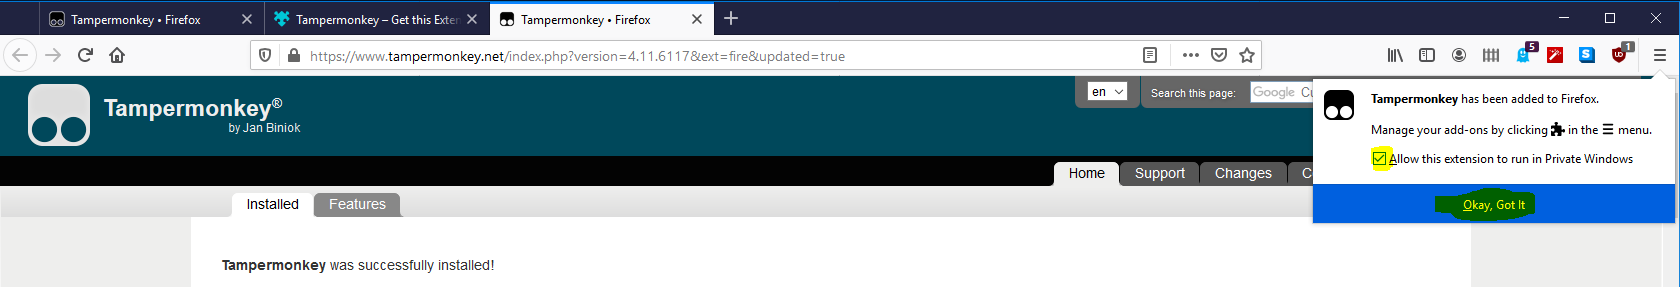 Tampermonkey • Firefox
Tampermonkey – Get this Exten
Tampermonkey • Firefox
https://www.tampermonkey.net/index.php?version=4.11.6117&ext=fire&updated=true
5
S
1
Tampermonkey®
by Jan Biniok
en
Search this page:
Google Cu
Tampermonkey has been added to Firefox.
Manage your add-ons by clicking in the menu.
Allow this extension to run in Private Windows
Okay, Got It
Home
Support
Changes
Installed
Features
Tampermonkey was successfully installed!